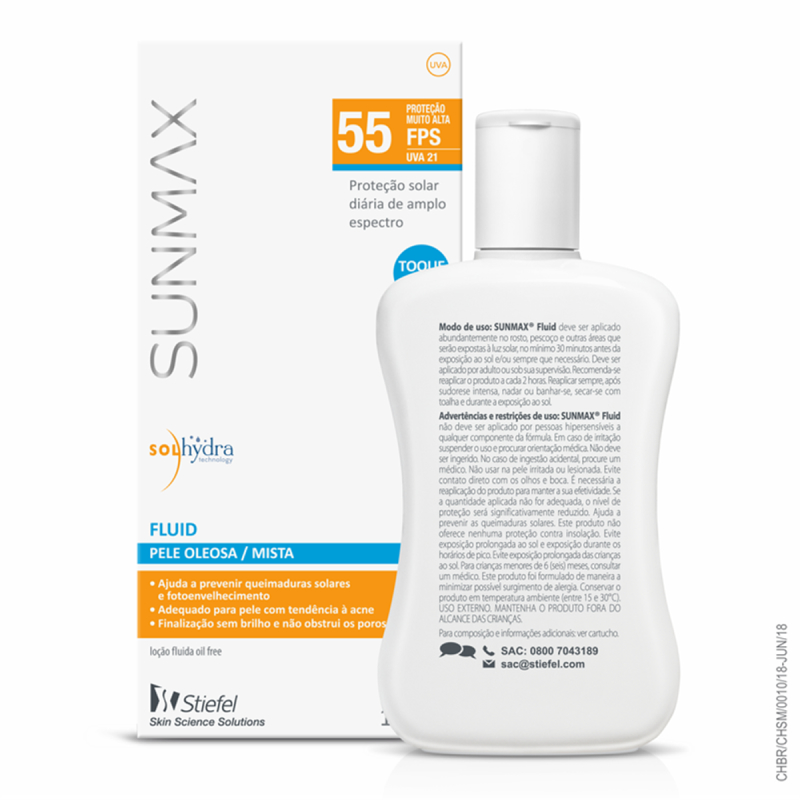 UVA
SUNMAX
55
PROTEÇÃO
MUITO ALTA
FPS
UVA 21
Proteção solar
diária de amplo
espectro
TOQUE
SOLhydra
technology
FLUID
PELE OLEOSA / MISTA
• Ajuda a prevenir queimaduras solares
e fotoenvelhecimento
• Adequado para pele com tendência à acne
• Finalização sem brilho e não obstrui os poros
loção fluida oil free
Stiefel
Skin Science Solutions
1
Modo de uso: SUNMAX® Fluid deve ser aplicado
abundantemente no rosto, pescoço e outras áreas que
serão expostas à luz solar, no mínimo 30 minutos antes da
exposição ao sol e/ou sempre que necessário. Deve ser
aplicado por adulto ou sob sua supervisão. Recomenda-se
reaplicar o produto a cada 2 horas. Reaplicar sempre, após
sudorese intensa, nadar ou banhar-se, secar-se com
toalha e durante a exposição ao sol.
Advertências e restrições de uso: SUNMAX® Fluid
não deve ser aplicado por pessoas hipersensíveis a
qualquer componente da fórmula. Em caso de irritação
suspender o uso e procurar orientação médica. Não deve
ser ingerido. No caso de ingestão acidental, procure um
médico. Não usar na pele irritada ou lesionada. Evite
contato direto com os olhos e boca. É necessária a
reaplicação do produto para manter a sua efetividade. Se
a quantidade aplicada não for adequada, o nível de
proteção será significativamente reduzido. Ajuda a
prevenir as queimaduras solares. Este produto não
oferece nenhuma proteção contra insolação. Evite
exposição prolongada ao sol e exposição durante os
horários de pico. Evite exposição prolongada das crianças
ao sol. Para crianças menores de 6 (seis) meses, consultar
um médico. Este produto foi formulado de maneira a
minimizar possível surgimento de alergia. Conservar o
produto em temperatura ambiente (entre 15 e 30°C).
USO EXTERNO. MANTENHA O PRODUTO FORA DO
ALCANCE DAS CRIANÇAS.
Para composição e informações adicionais: ver cartucho.
SAC: 0800 7043189
sac@stiefel.com
CHBR/CHSM/0010/18-JUN/18